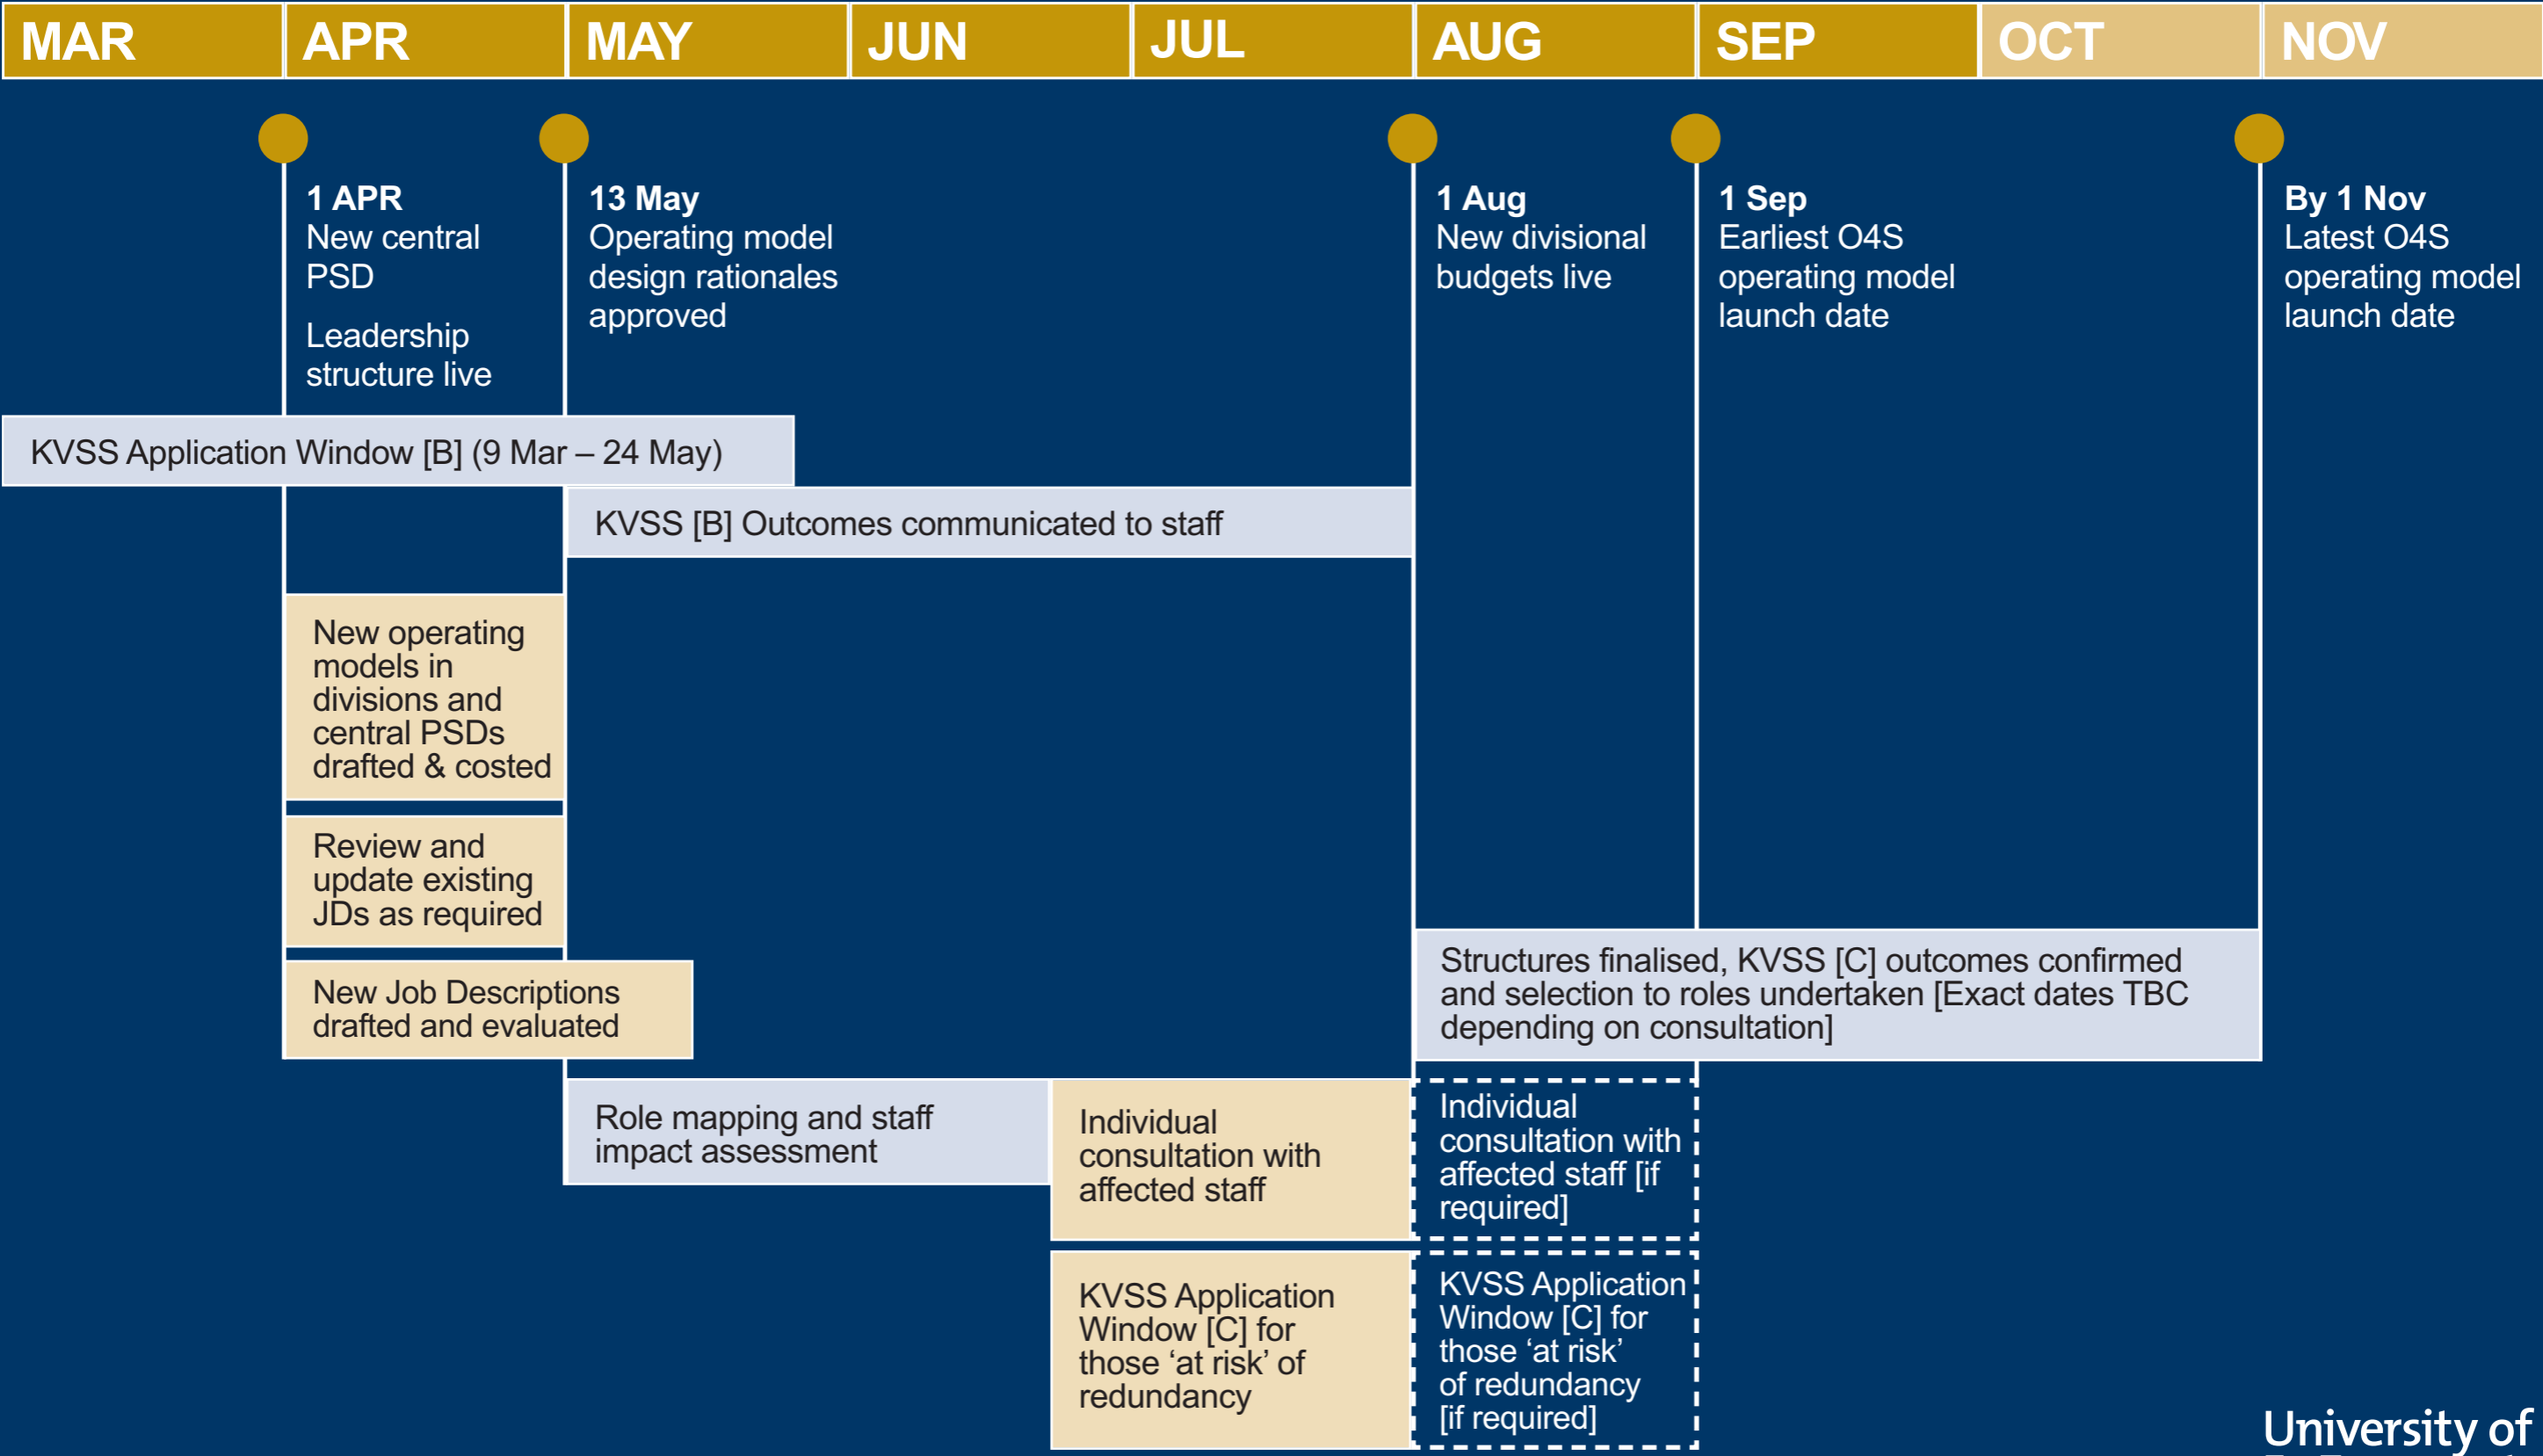 MAR
APR
MAY
JUN
JUL
AUG
SEP
OCT
NOV
1 APR
New central
PSD
Leadership
structure live
13 May
Operating model
design rationales
approved
1 Aug
New divisional
budgets live
1 Sep
Earliest O4S
operating model
launch date
By 1 Nov
Latest O4S
operating model
launch date
KVSS Application Window [B] (9 Mar – 24 May)
KVSS [B] Outcomes communicated to staff
New operating
models in
divisions and
central PSDs
drafted & costed
Review and
update existing
JDs as required
New Job Descriptions
drafted and evaluated
Structures finalised, KVSS [C] outcomes confirmed
and selection to roles undertaken [Exact dates TBC
depending on consultation]
Role mapping and staff
impact assessment
Individual
consultation with
affected staff
Individual
consultation with
affected staff [if
required]
KVSS Application
Window [C] for
those ‘at risk’ of
redundancy
KVSS Application
Window [C] for
those ‘at risk’
of redundancy
[if required]
University of